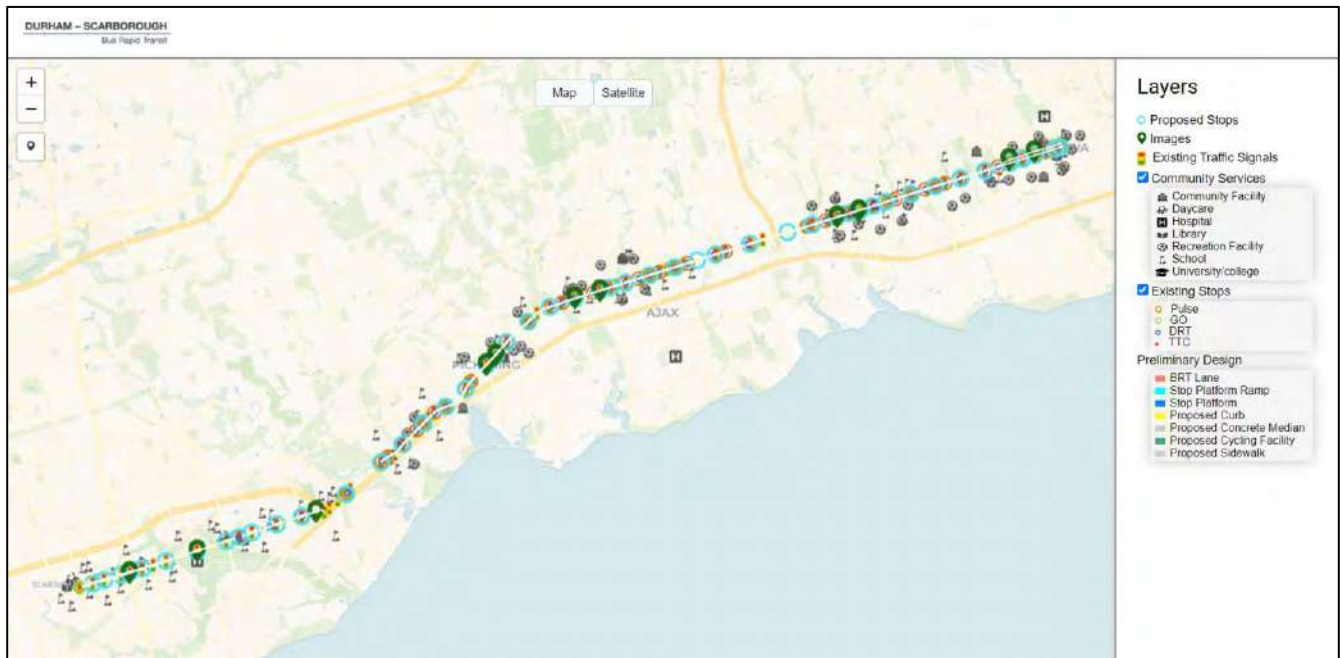 DURHAM – SCARBOROUGH
Bus Rapid Transit
+
−
Map
Satellite
AJAX
Layers
Proposed Stops
Images
Existing Traffic Signals
Community Services
Community Facility
Daycare
H Hospital
Library
Recreation Facility
School
University/college
Existing Stops
Pulse
GO
DRT
TTC
Preliminary Design
BRT Lane
Stop Platform Ramp
Stop Platform
Proposed Curb
Proposed Concrete Median
Proposed Cycling Facility
Proposed Sidewalk